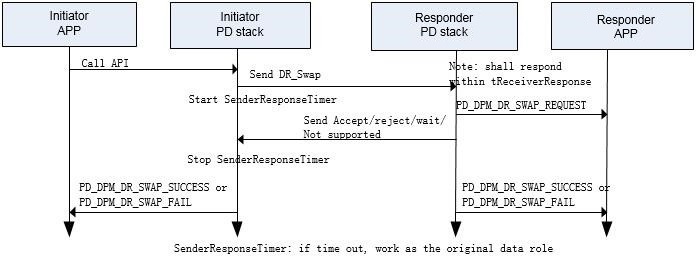 Initiator
APP
Initiator
PD stack
Responder
PD stack
Responder
APP
Call API
Send DR_Swap
Note: shall respond
within tReceiverResponse
Start SenderResponseTimer
PD_DPM_DR_SWAP_REQUEST
Send Accept/reject/wait/
Not supported
Stop SenderResponseTimer
PD_DPM_DR_SWAP_SUCCESS or
PD_DPM_DR_SWAP_FAIL
PD_DPM_DR_SWAP_SUCCESS or
PD_DPM_DR_SWAP_FAIL
SenderResponseTimer: if time out, work as the original data role